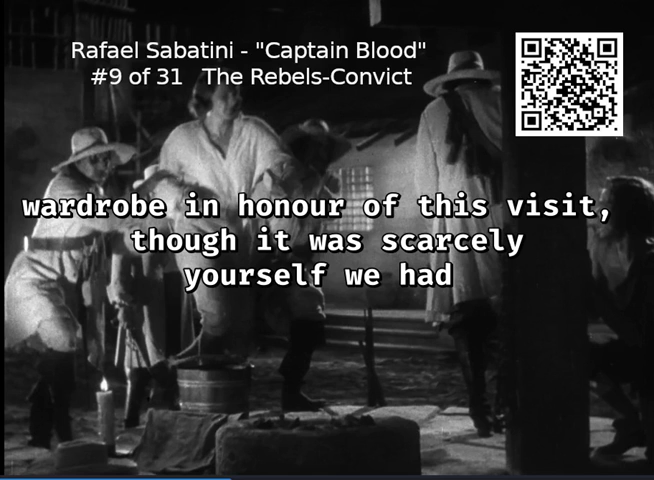 Rafael Sabatini - "Captain Blood"
#9 of 31 The Rebels-Convict
wardrobe in honour of this visit,
though it was scarcely
yourself we had